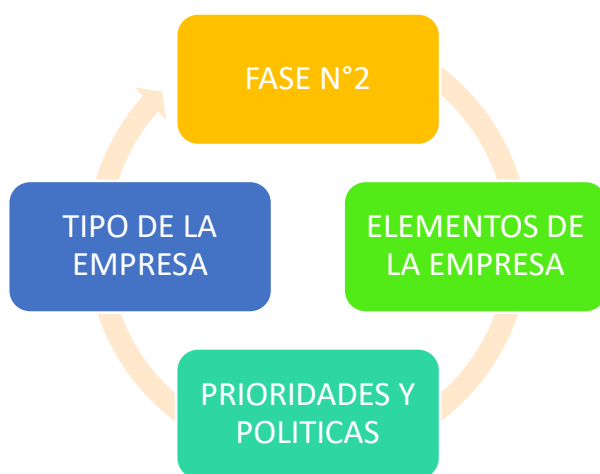 FASE N°2
ELEMENTOS DE
LA EMPRESA
PRIORIDADES Y
POLITICAS
TIPO DE LA
EMPRESA